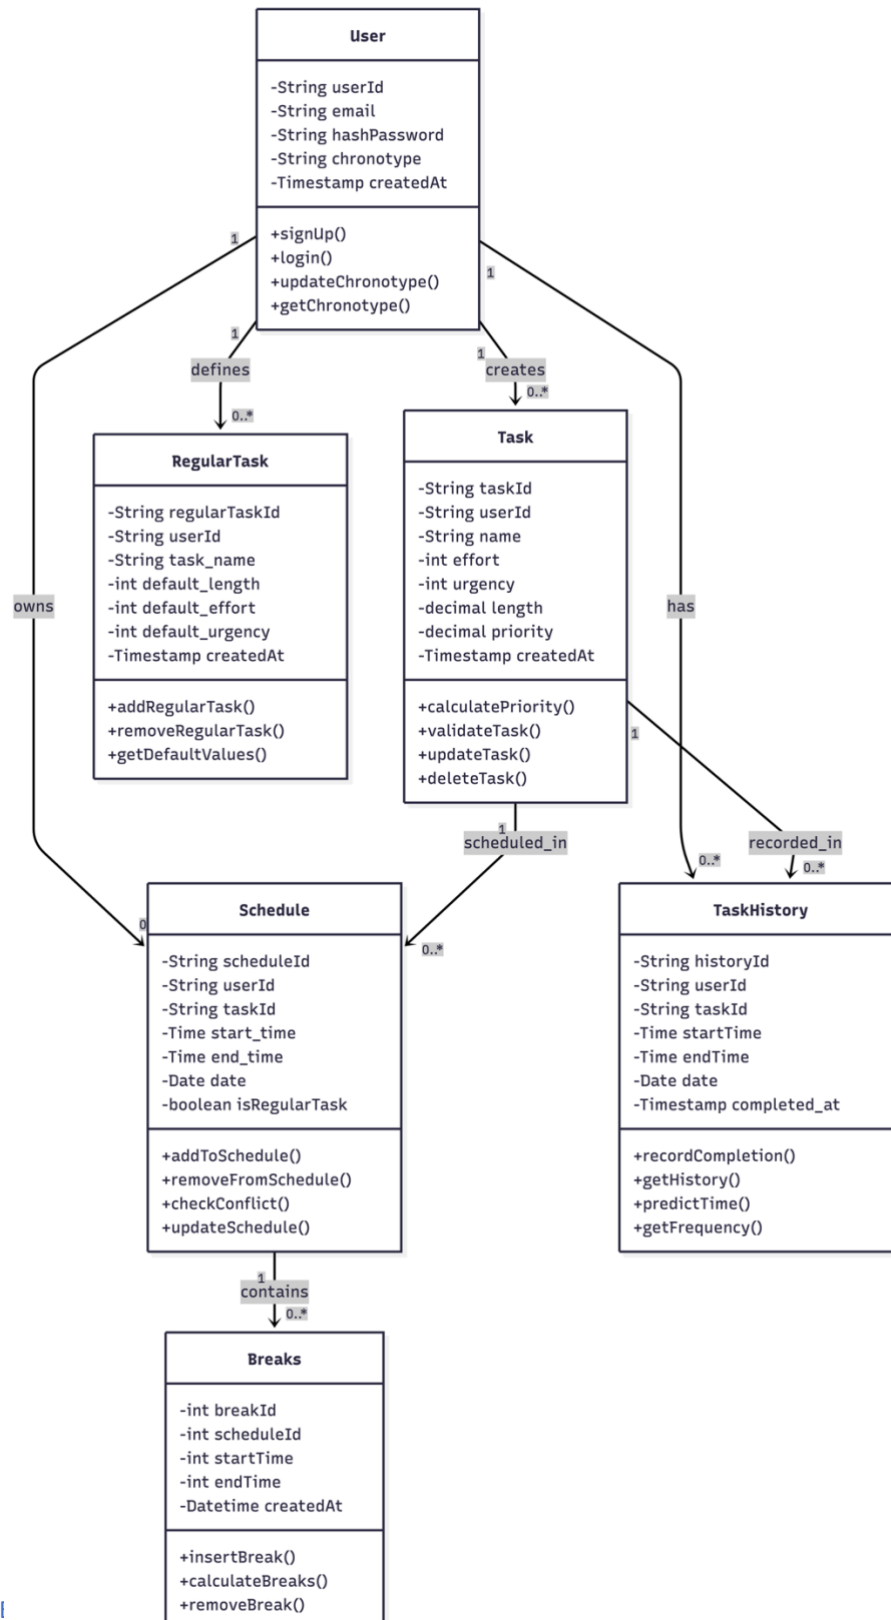 User
-String userId
-String email
-String hashPassword
-String chronotype
-Timestamp createdAt
+signUp()
+login()
+updateChronotype()
+getChronotype()
1
1
1
1
defines
creates
0..*
0..*
RegularTask
-String regularTaskId
-String userId
-String task_name
-int default_length
-int default_effort
-int default_urgency
-Timestamp createdAt
+addRegularTask()
+removeRegularTask()
+getDefaultValues()
Task
-String taskId
-String userId
-String name
-int effort
-int urgency
-decimal length
-decimal priority
-Timestamp createdAt
+calculatePriority()
+validateTask()
+updateTask()
+deleteTask()
owns
has
1
1
scheduled_in
recorded_in
0..*
0..*
0
0..*
Schedule
-String scheduleId
-String userId
-String taskId
-Time start_time
-Time end_time
-Date date
-boolean isRegularTask
+addToSchedule()
+removeFromSchedule()
+checkConflict()
+updateSchedule()
TaskHistory
-String historyId
-String userId
-String taskId
-Time startTime
-Time endTime
-Date date
-Timestamp completed_at
+recordCompletion()
+getHistory()
+predictTime()
+getFrequency()
1
contains
0..*
Breaks
-int breakId
-int scheduleId
-int startTime
-int endTime
-Datetime createdAt
+insertBreak()
+calculateBreaks()
+removeBreak()